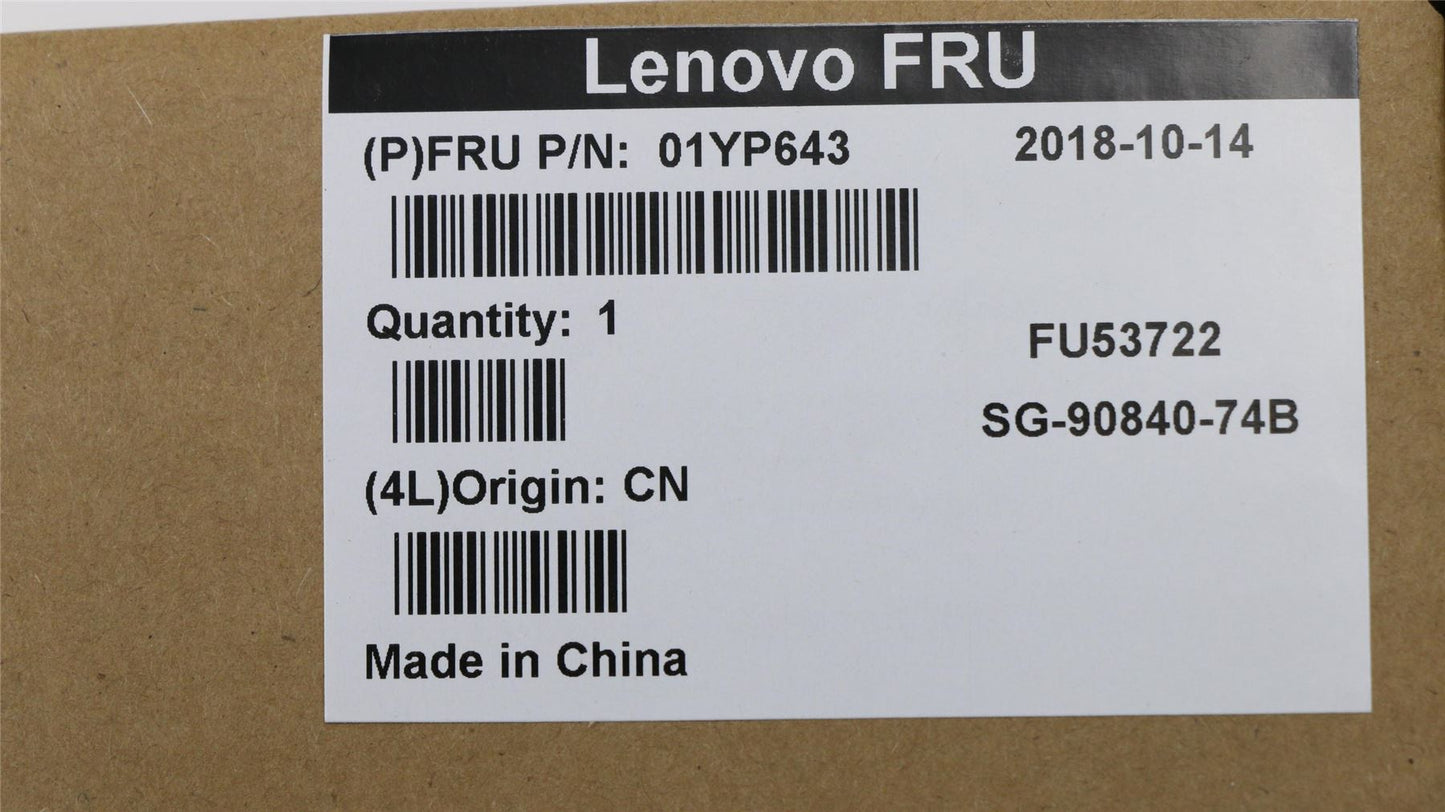 Lenovo FRU
(P)FRU P/N: 01YP643
2018-10-14
Quantity: 1
FU53722
SG-90840-74B
(4L)Origin: CN
Made in China